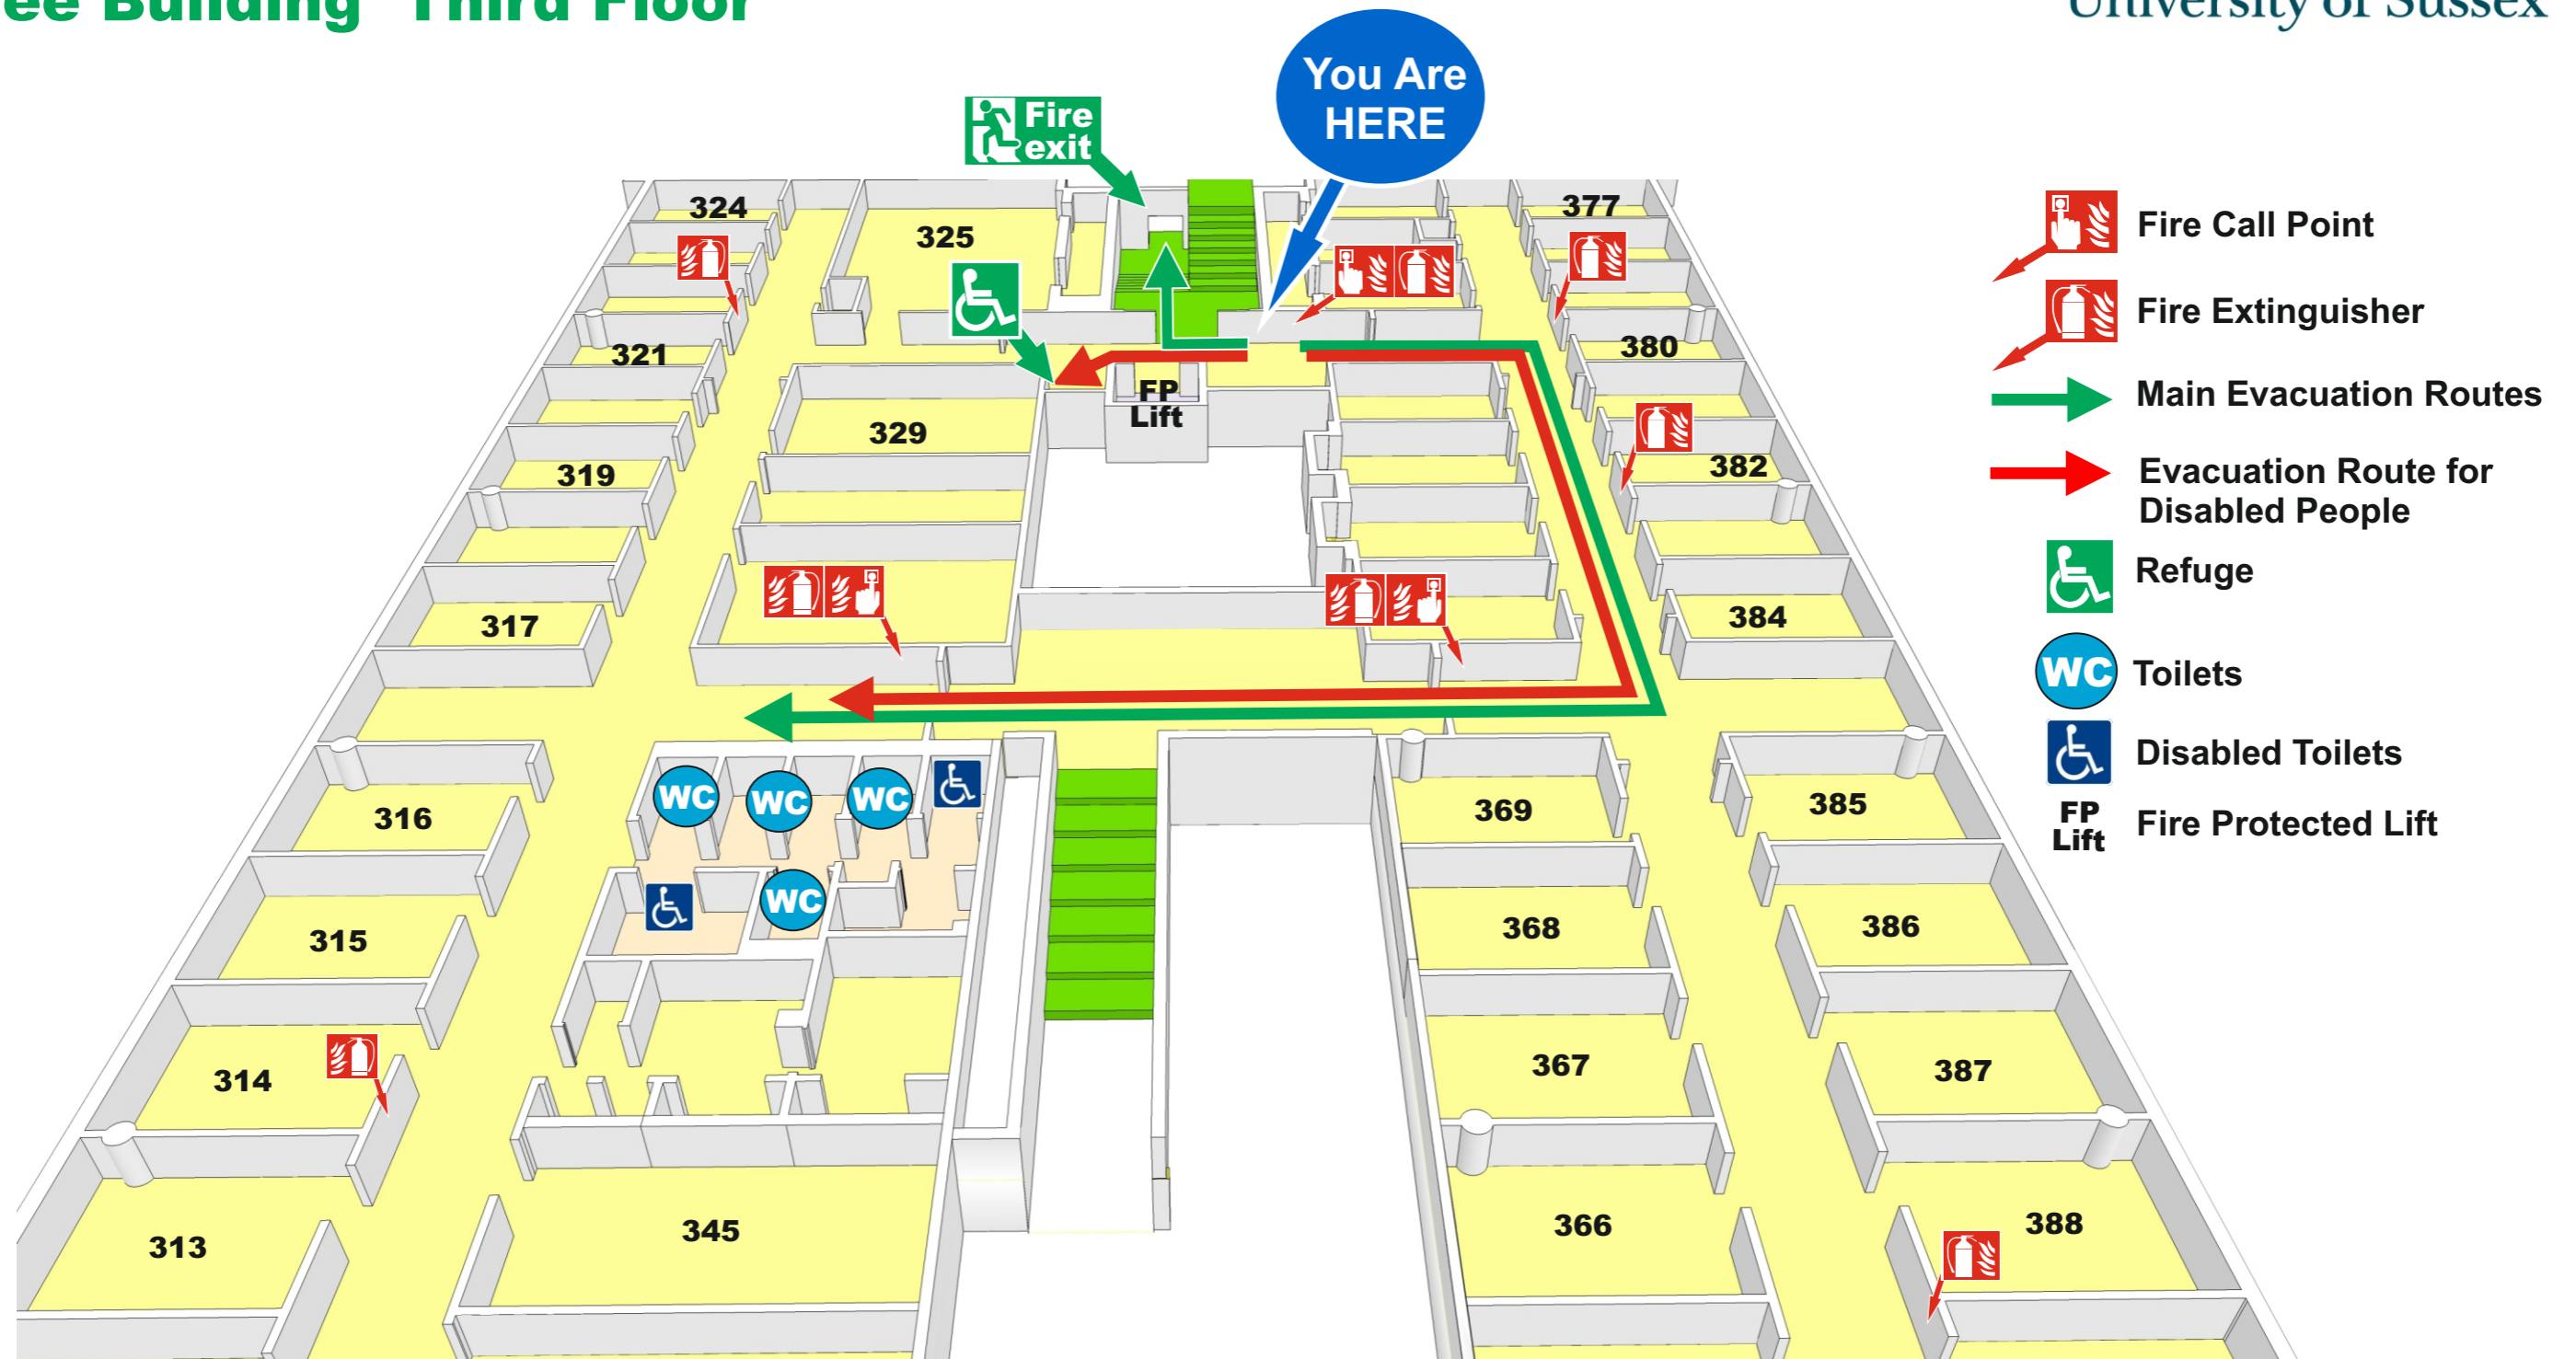 Building Third Floor
University of Sussex
You Are
HERE
Fire
exit
324
325
377
321
380
FP
Lift
329
319
382
317
384
WC
WC
WC
316
369
385
WC
315
368
386
314
367
387
313
345
366
388
Fire Call Point
Fire Extinguisher
Main Evacuation Routes
Evacuation Route for
Disabled People
Refuge
WC
Toilets
Disabled Toilets
FP
Lift
Fire Protected Lift